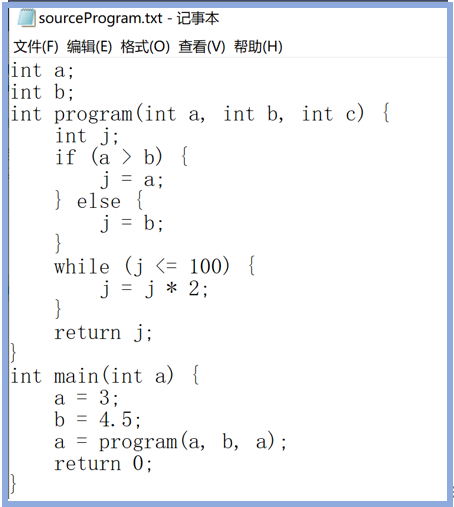 sourceProgram.txt - 记事本
文件(F) 编辑(E) 格式(O) 查看(V) 帮助(H)
int a;
int b;
int program(int a, int b, int c) {
    int j;
    if (a > b) {
        j = a;
    } else {
        j = b;
    }
    while (j <= 100) {
        j = j * 2;
    }
    return j;
}
int main(int a) {
    a = 3;
    b = 4.5;
    a = program(a, b, a);
    return 0;
}